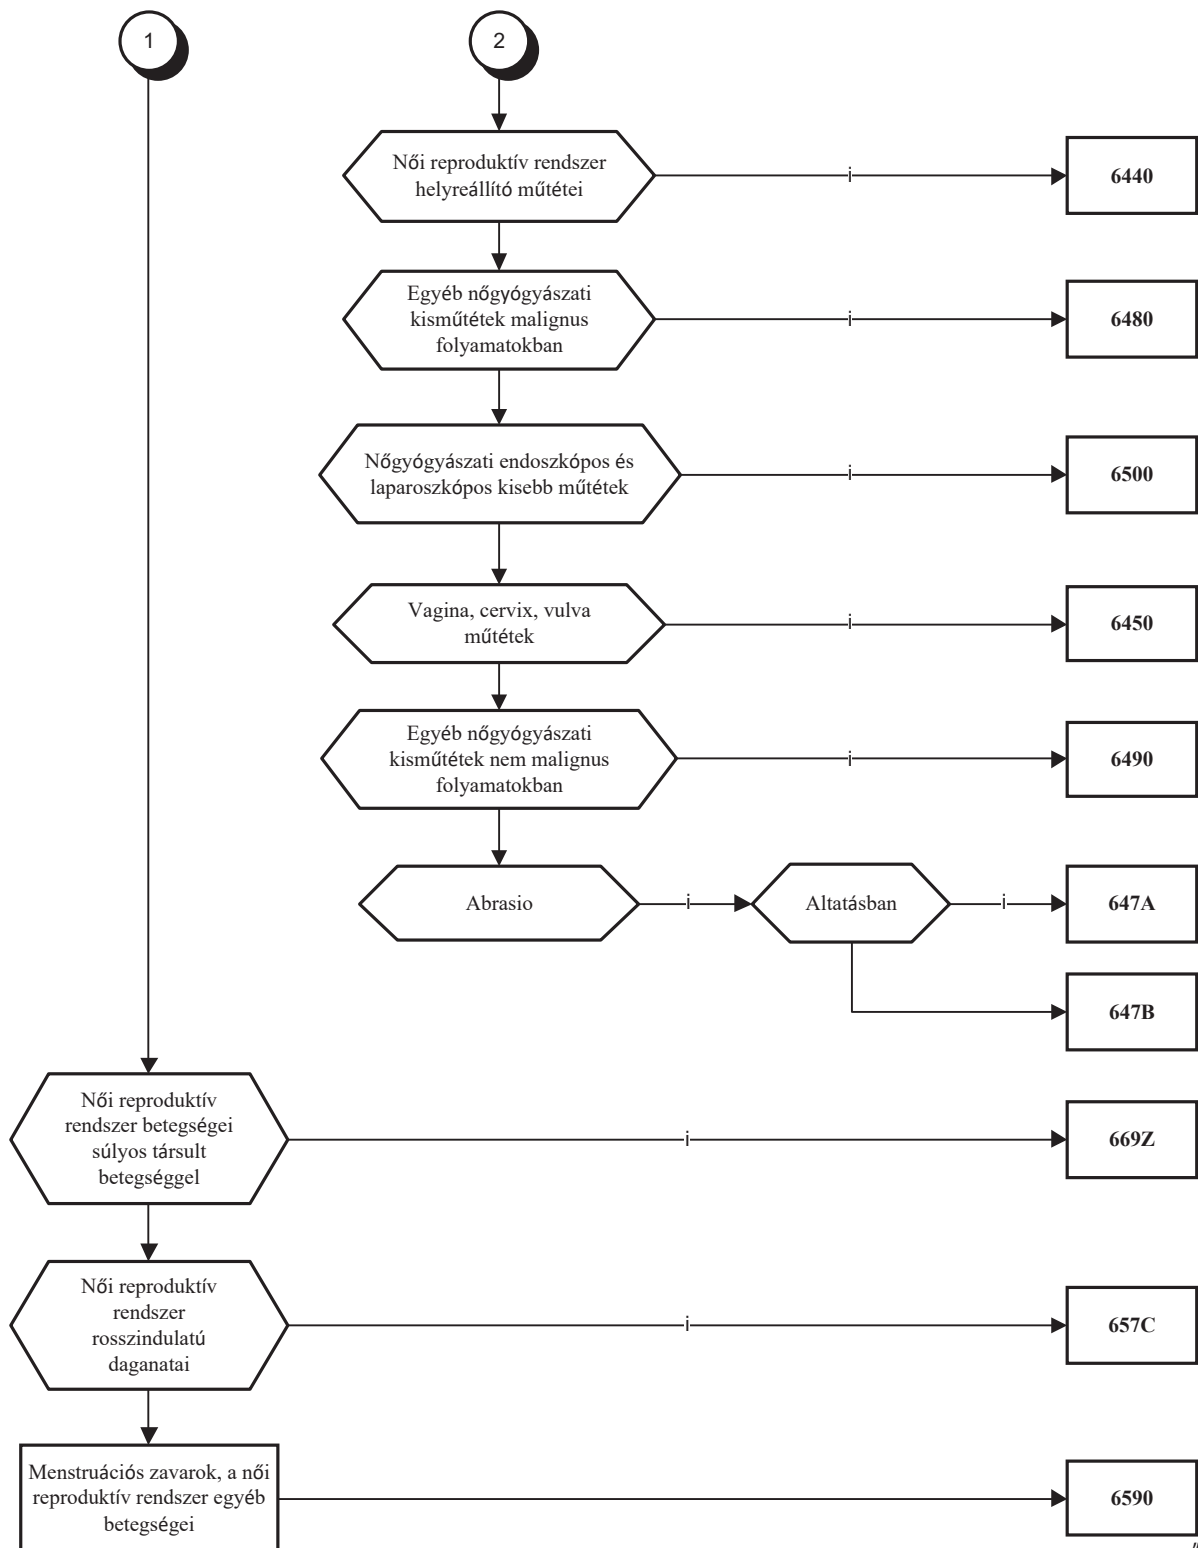 1
2
Női reproduktív rendszer
helyreállító műtétei
i
6440
Egyéb nőgyógyászati
kisműtétek malignus
folyamatokban
i
6480
Nőgyógyászati endoszkópos és
laparoszkópos kisebb műtétek
i
6500
Vagina, cervix, vulva
műtétek
i
6450
Egyéb nőgyógyászati
kisműtétek nem malignus
folyamatokban
i
6490
Abrasio
i
Altatásban
i
647A
647B
Női reproduktív
rendszer betegségei
súlyos társult
betegséggel
i
669Z
Női reproduktív
rendszer
rosszindulatú
daganatai
i
657C
Menstruációs zavarok, a női
reproduktív rendszer egyéb
betegségei
6590